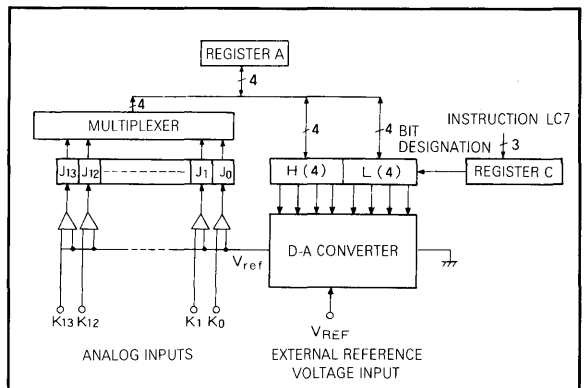 REGISTER A
4
4
MULTIPLEXER
4
4
BIT
DESIGNATION
INSTRUCTION LC7
3
J13 J12 J1 J0
H (4) L (4)
REGISTER C
Vref
D-A CONVERTER
K13 K12 K1 K0
VREF
ANALOG INPUTS
EXTERNAL REFERENCE
VOLTAGE INPUT